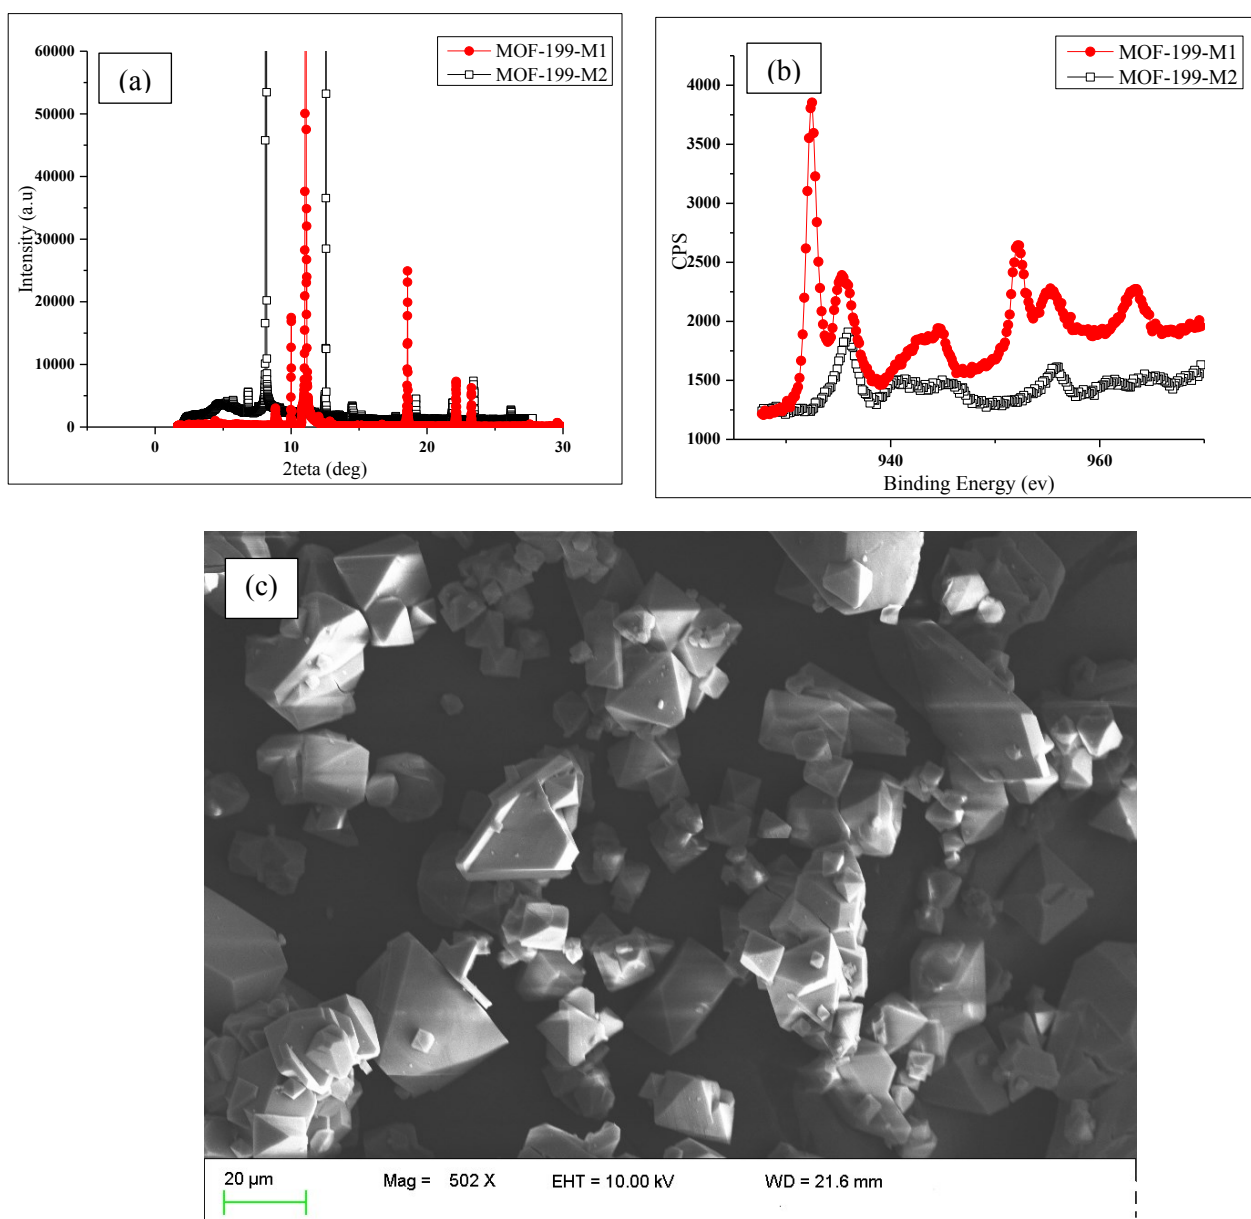 (a)
MOF-199-M1
MOF-199-M2
60000
50000
40000
30000
20000
10000
0
Intensity (a.u)
0
10
20
30
2teta (deg)
(b)
MOF-199-M1
MOF-199-M2
4000
3500
3000
2500
2000
1500
1000
CPS
940
960
Binding Energy (ev)
(c)
20 µm
Mag = 502 X
EHT = 10.00 kV
WD = 21.6 mm